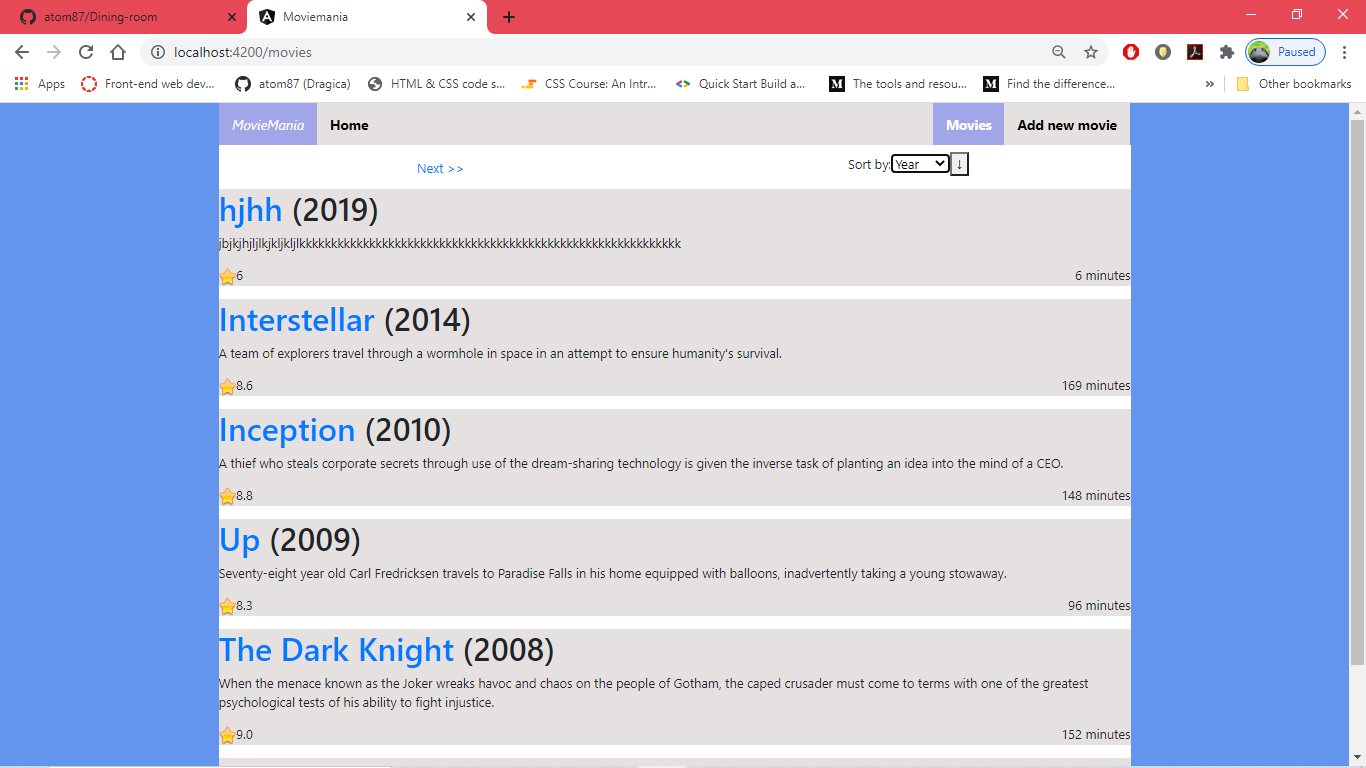 atom87/Dining-room
Moviemania
localhost:4200/movies
Paused
Apps
Front-end web dev...
atom87 (Dragica)
HTML & CSS code s...
CSS Course: An Intr...
Quick Start Build a...
The tools and resou...
Find the difference...
»
Other bookmarks
MovieMania
Home
Movies
Add new movie
Next >>
Sort by:
Year
↓
hjhh (2019)
jbjkjhjljlkjkljkljlkkkkkkkkkkkkkkkkkkkkkkkkkkkkkkkkkkkkkkkkkkkkkkkkkkkkkkkkkkk
6
6 minutes
Interstellar (2014)
A team of explorers travel through a wormhole in space in an attempt to ensure humanity's survival.
8.6
169 minutes
Inception (2010)
A thief who steals corporate secrets through use of the dream-sharing technology is given the inverse task of planting an idea into the mind of a CEO.
8.8
148 minutes
Up (2009)
Seventy-eight year old Carl Fredricksen travels to Paradise Falls in his home equipped with balloons, inadvertently taking a young stowaway.
8.3
96 minutes
The Dark Knight (2008)
When the menace known as the Joker wreaks havoc and chaos on the people of Gotham, the caped crusader must come to terms with one of the greatest
psychological tests of his ability to fight injustice.
9.0
152 minutes